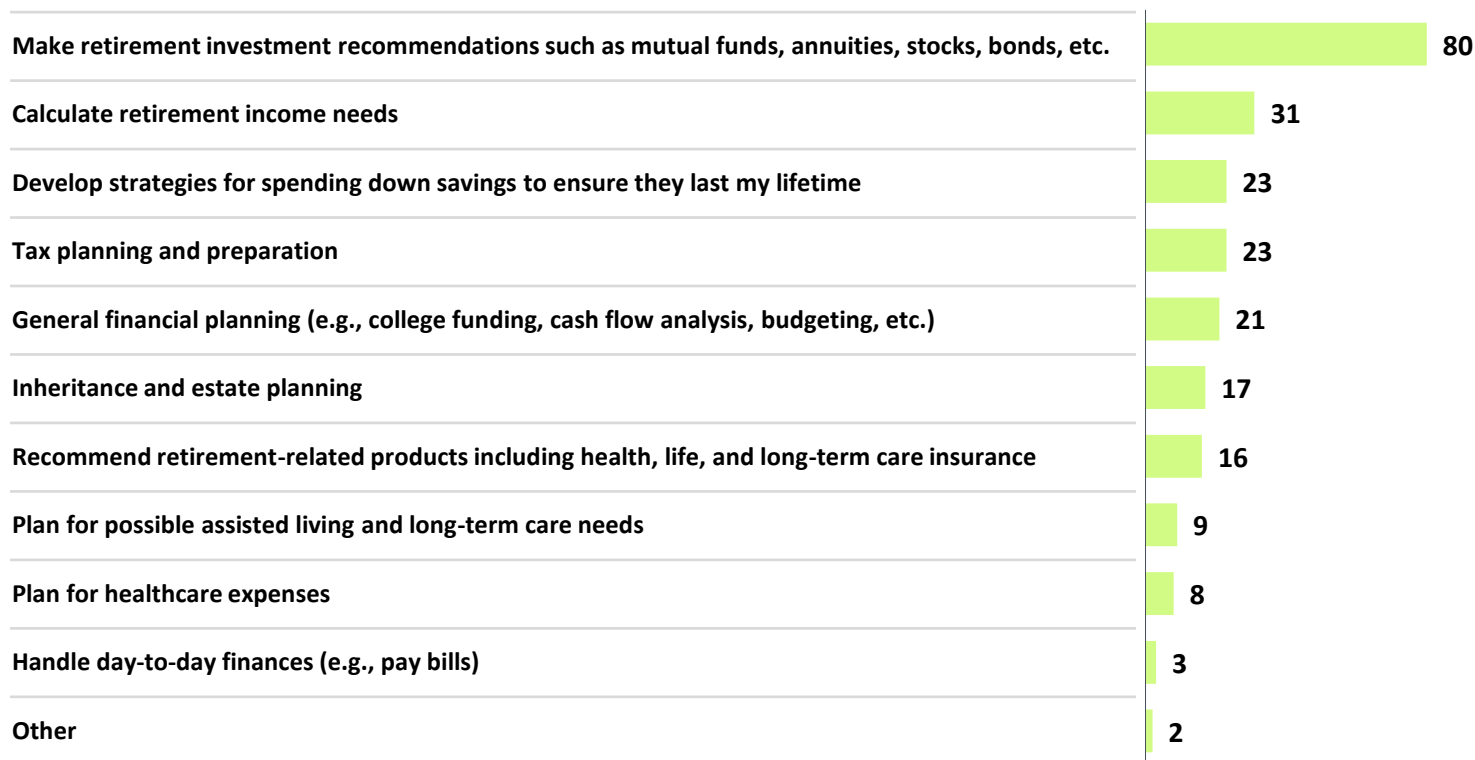 Make retirement investment recommendations such as mutual funds, annuities, stocks, bonds, etc. 80
Calculate retirement income needs 31
Develop strategies for spending down savings to ensure they last my lifetime 23
Tax planning and preparation 23
General financial planning (e.g., college funding, cash flow analysis, budgeting, etc.) 21
Inheritance and estate planning 17
Recommend retirement-related products including health, life, and long-term care insurance 16
Plan for possible assisted living and long-term care needs 9
Plan for healthcare expenses 8
Handle day-to-day finances (e.g., pay bills) 3
Other 2